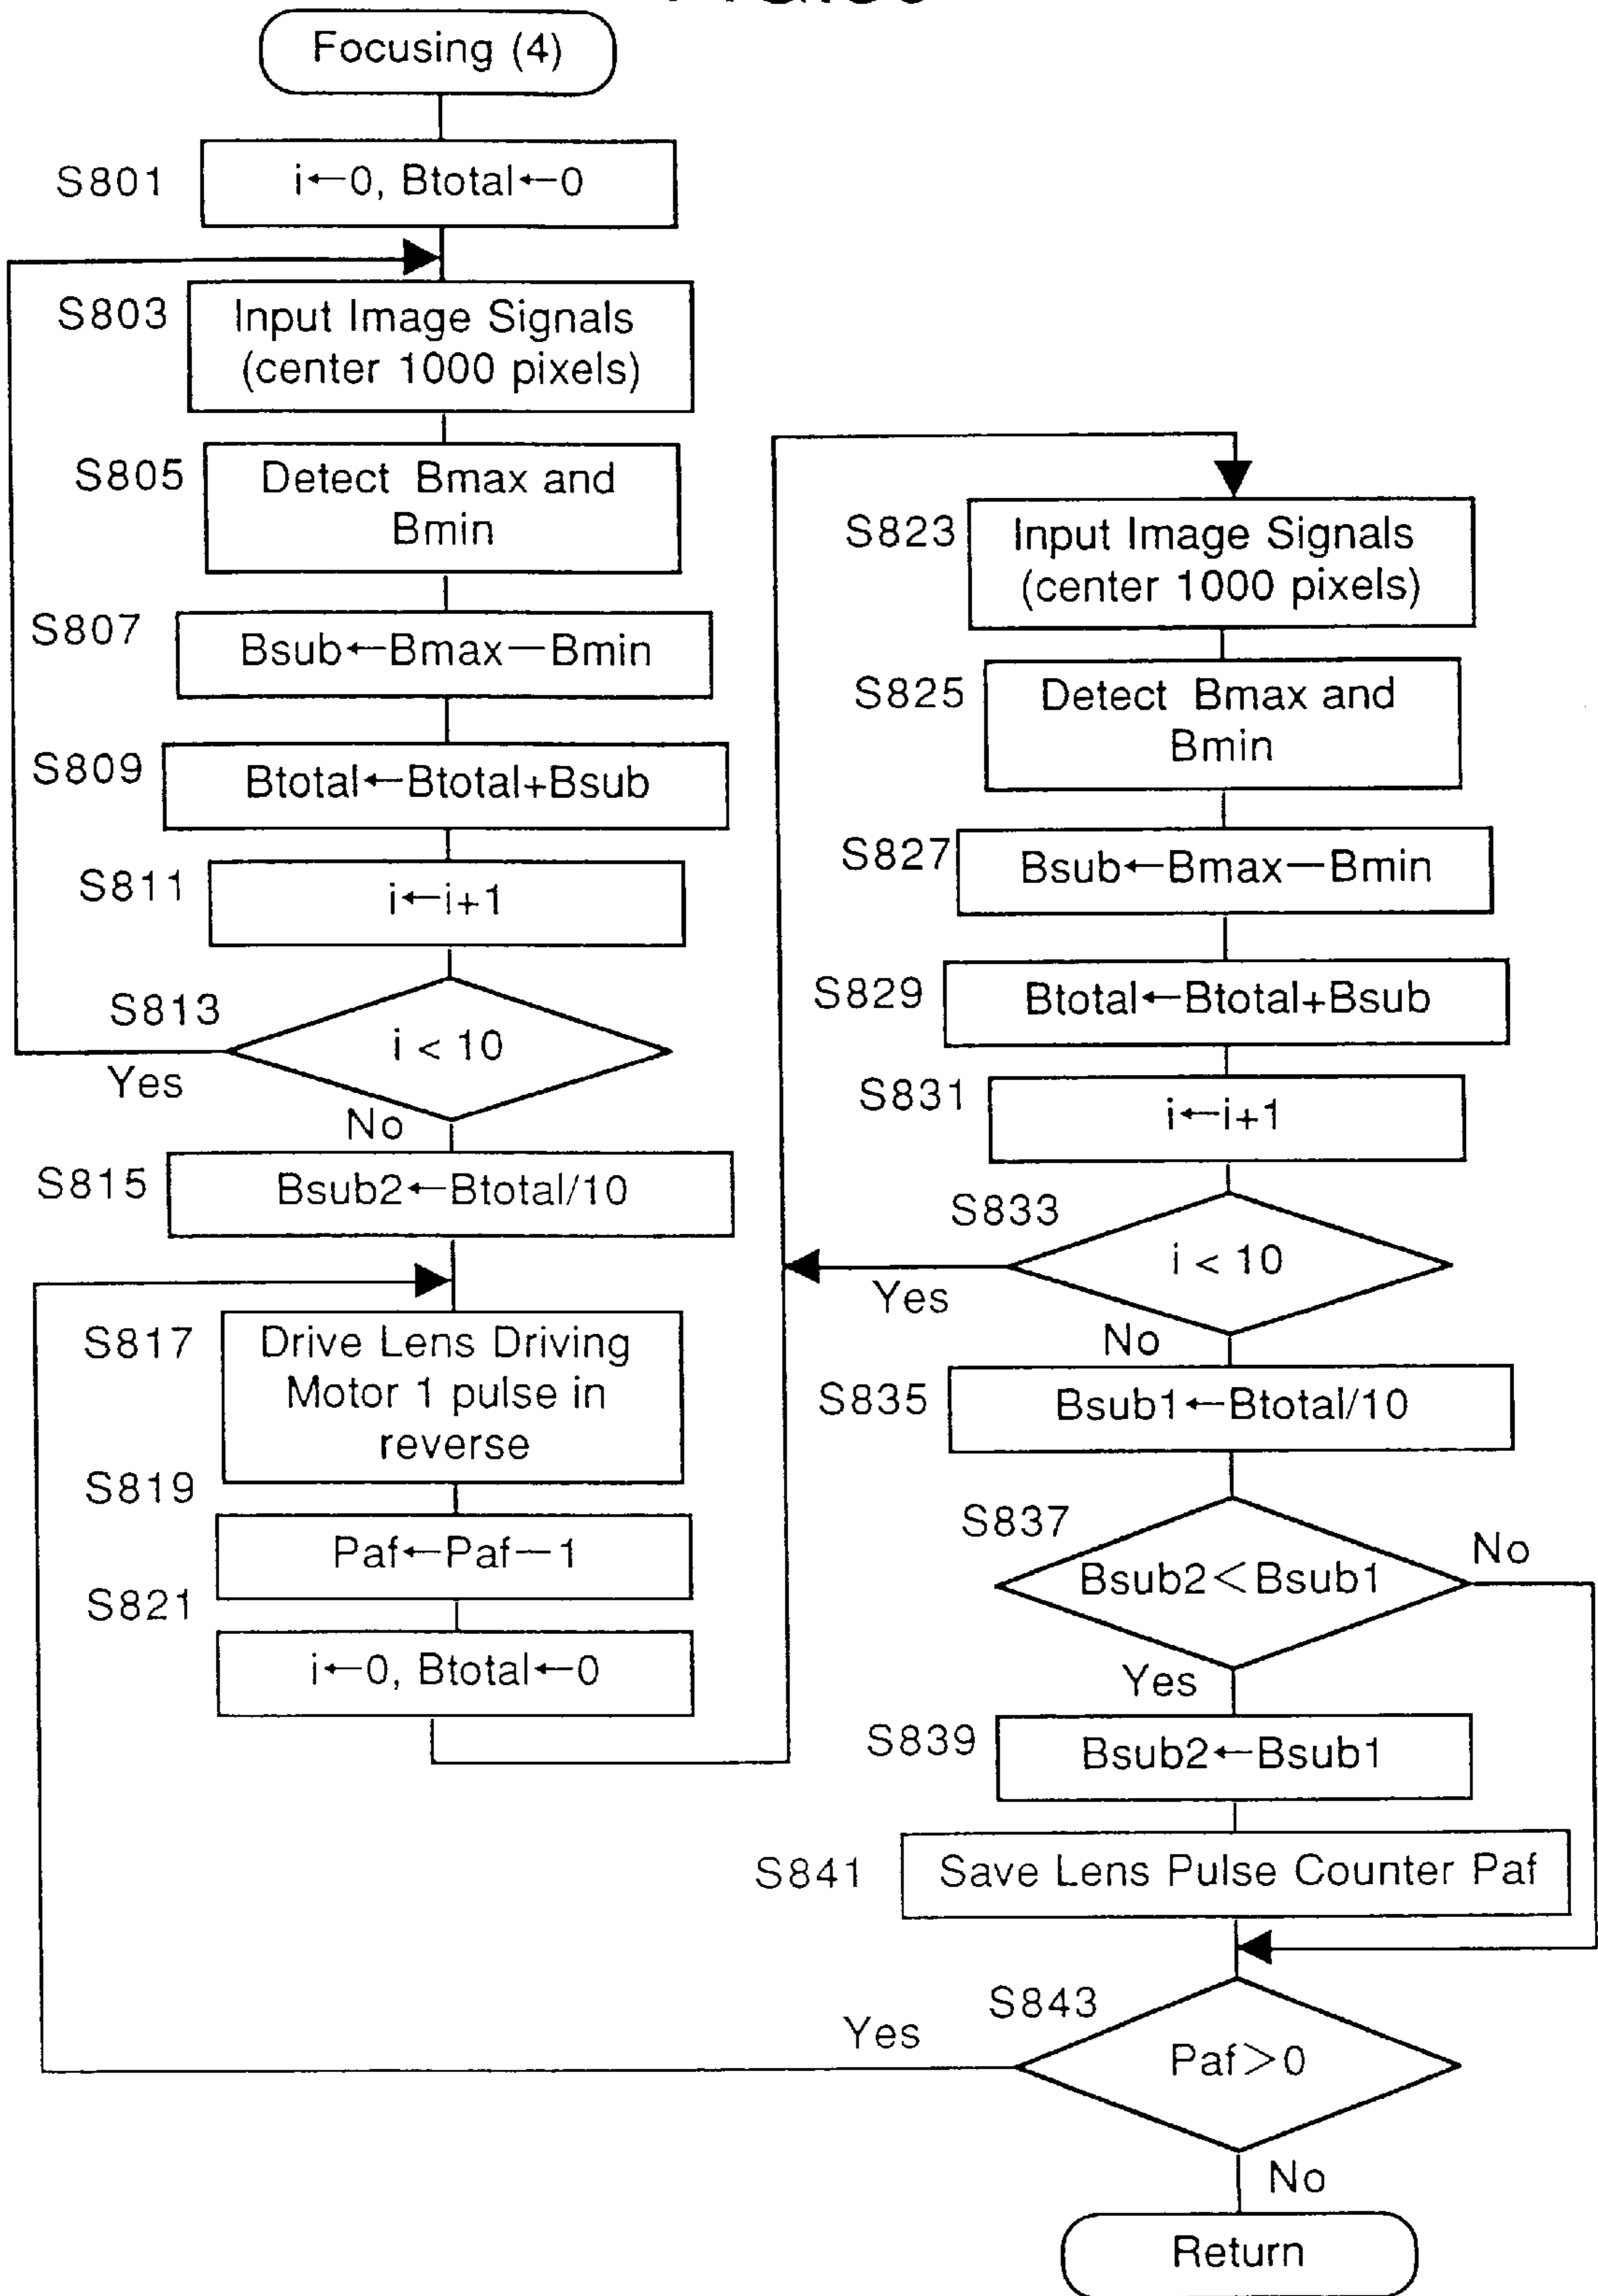 Focusing (4)
S801
i←0, Btotal←0
S803
Input Image Signals
(center 1000 pixels)
S805
Detect Bmax and
Bmin
S807
Bsub←Bmax—Bmin
S809
Btotal←Btotal+Bsub
S811
i←i+1
S813
i < 10
Yes
No
S815
Bsub2←Btotal/10
S817
Drive Lens Driving
Motor 1 pulse in
reverse
S819
Paf←Paf—1
S821
i←0, Btotal←0
S823
Input Image Signals
(center 1000 pixels)
S825
Detect Bmax and
Bmin
S827
Bsub←Bmax—Bmin
S829
Btotal←Btotal+Bsub
S831
i←i+1
S833
i < 10
Yes
No
S835
Bsub1←Btotal/10
S837
Bsub2<Bsub1
No
Yes
S839
Bsub2←Bsub1
S841
Save Lens Pulse Counter Paf
S843
Yes
Paf>0
No
Return